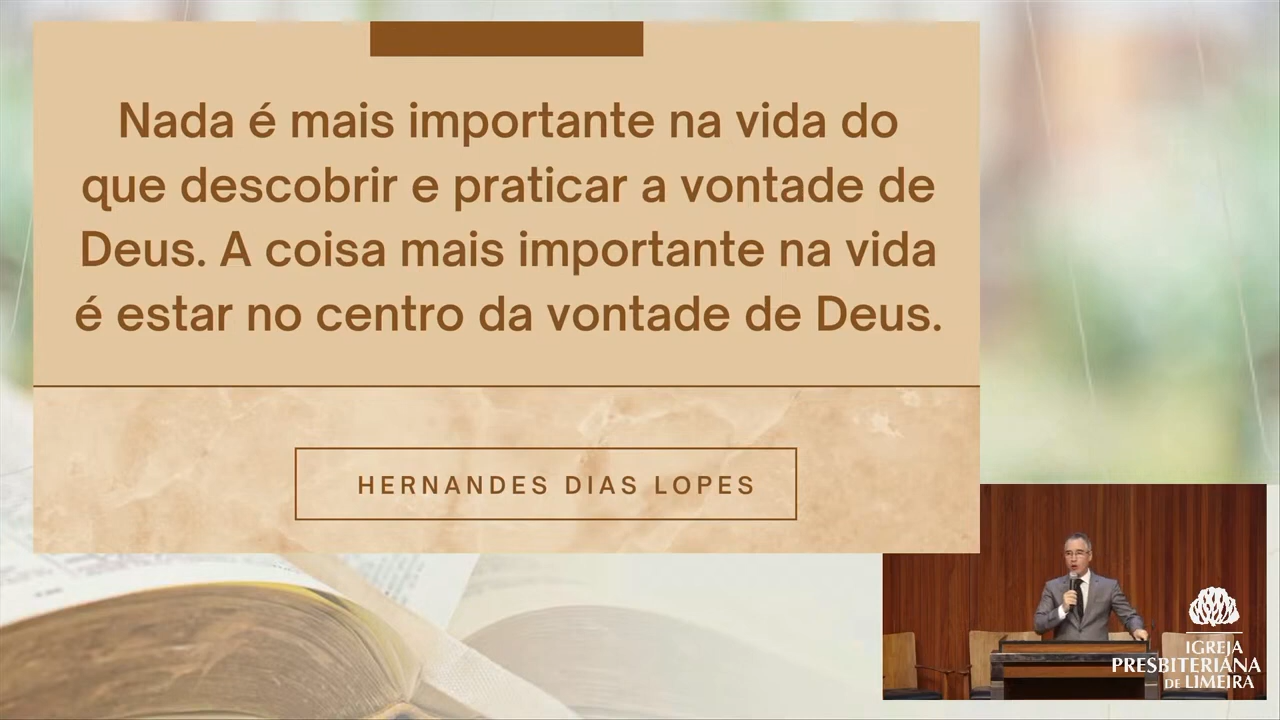 Nada é mais importante na vida do
que descobrir e praticar a vontade de
Deus. A coisa mais importante na vida
é estar no centro da vontade de Deus.
HERNANDES DIAS LOPES
IGREJA
PRESBITERIANA
DE LIMEIRA